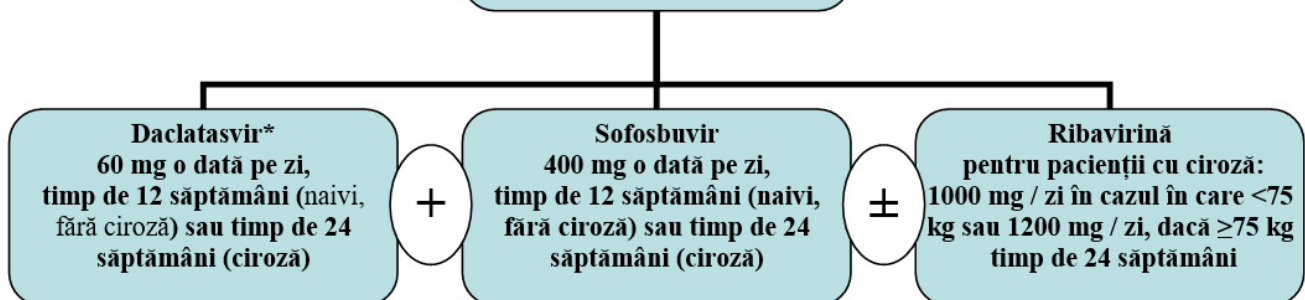 Daclatasvir*
60 mg o dată pe zi,
timp de 12 săptămâni (naivi,
fără ciroză) sau timp de 24
săptămâni (ciroză)
+
Sofosbuvir
400 mg o dată pe zi,
timp de 12 săptămâni (naivi,
fără ciroză) sau timp de 24
săptămâni (ciroză)
±
Ribavirină
pentru pacienții cu ciroză:
1000 mg / zi în cazul în care <75
kg sau 1200 mg / zi, dacă ≥75 kg
timp de 24 săptămâni